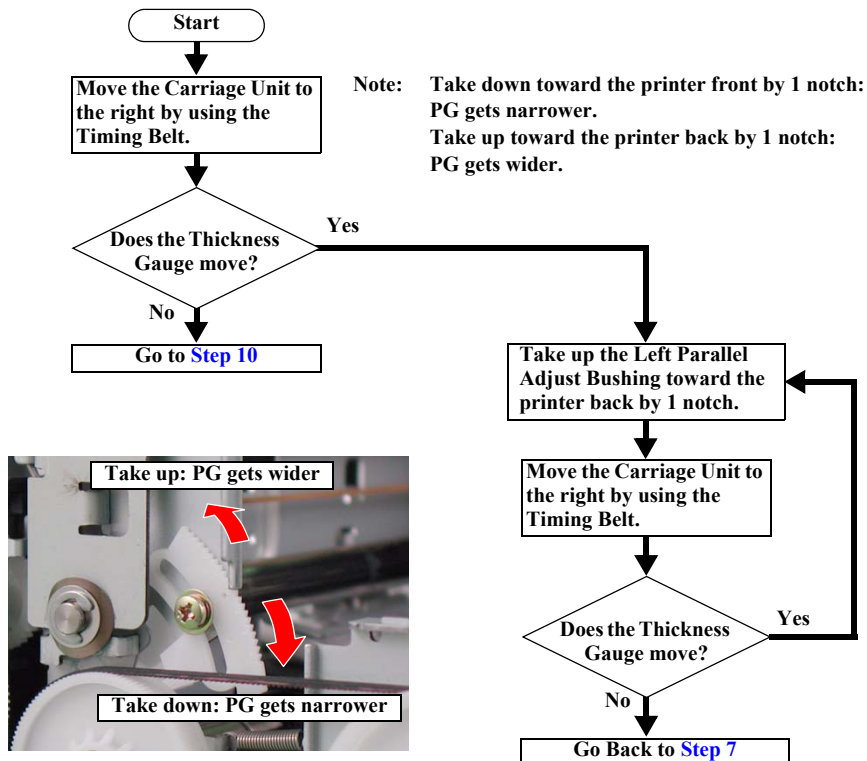 Start
Move the Carriage Unit to
the right by using the
Timing Belt.
Note: Take down toward the printer front by 1 notch:
PG gets narrower.
Take up toward the printer back by 1 notch:
PG gets wider.
Does the Thickness
Gauge move?
Yes
No
Go to Step 10
Take up the Left Parallel
Adjust Bushing toward the
printer back by 1 notch.
Move the Carriage Unit to
the right by using the
Timing Belt.
Does the Thickness
Gauge move?
Yes
No
Go Back to Step 7
Take up: PG gets wider
Take down: PG gets narrower